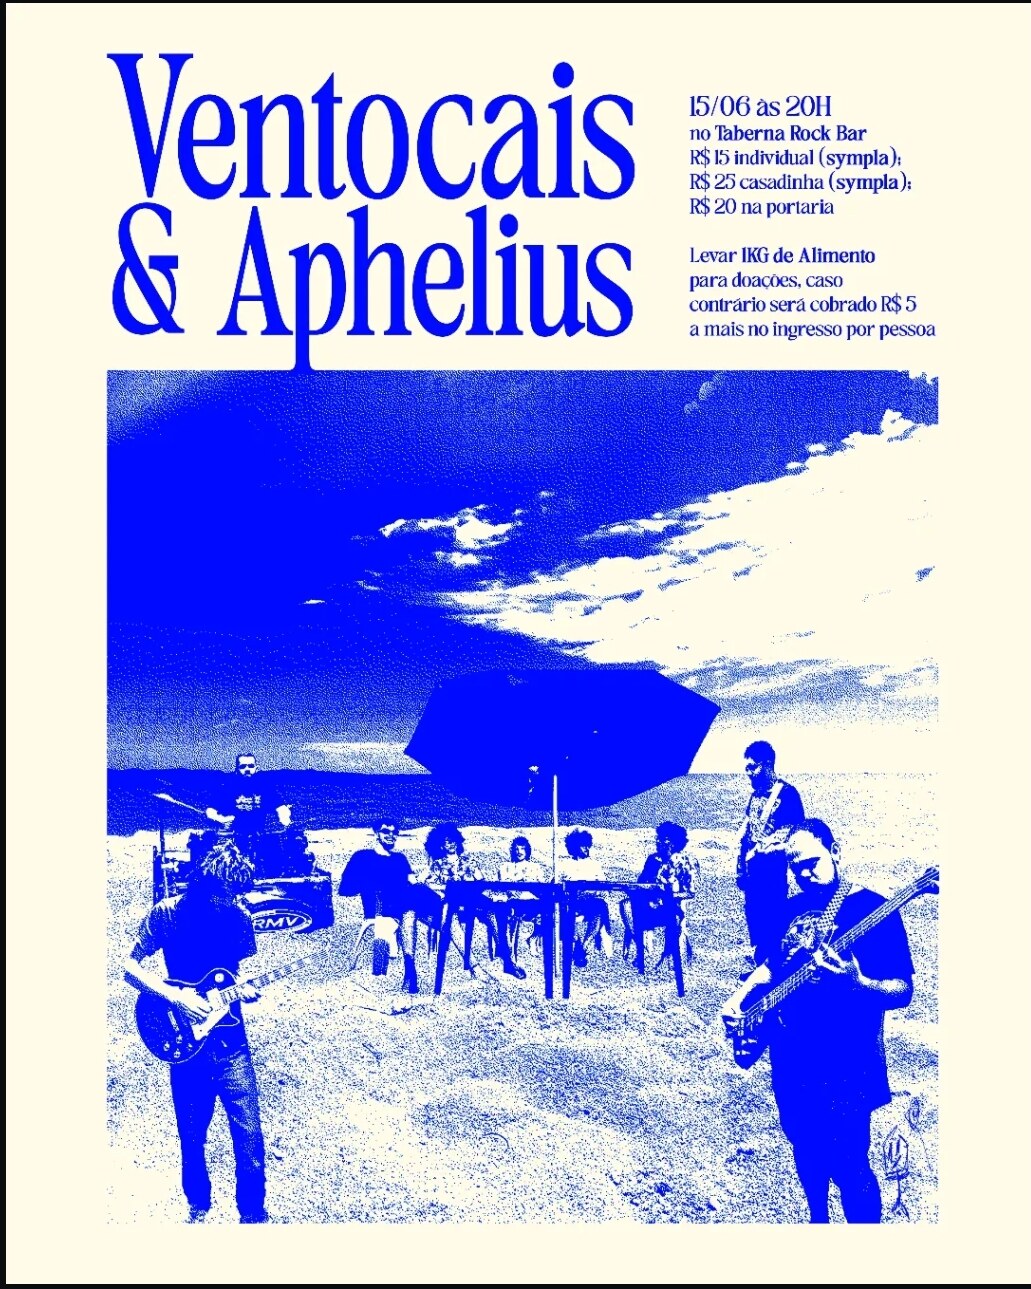 Ventocais
& Aphelius
15/06 às 20H
no Taberna Rock Bar
R$ 15 individual (sympla);
R$ 25 casadinha (sympla);
R$ 20 na portaria
Levar 1KG de Alimento
para doações, caso
contrário será cobrado R$ 5
a mais no ingresso por pessoa
RMV